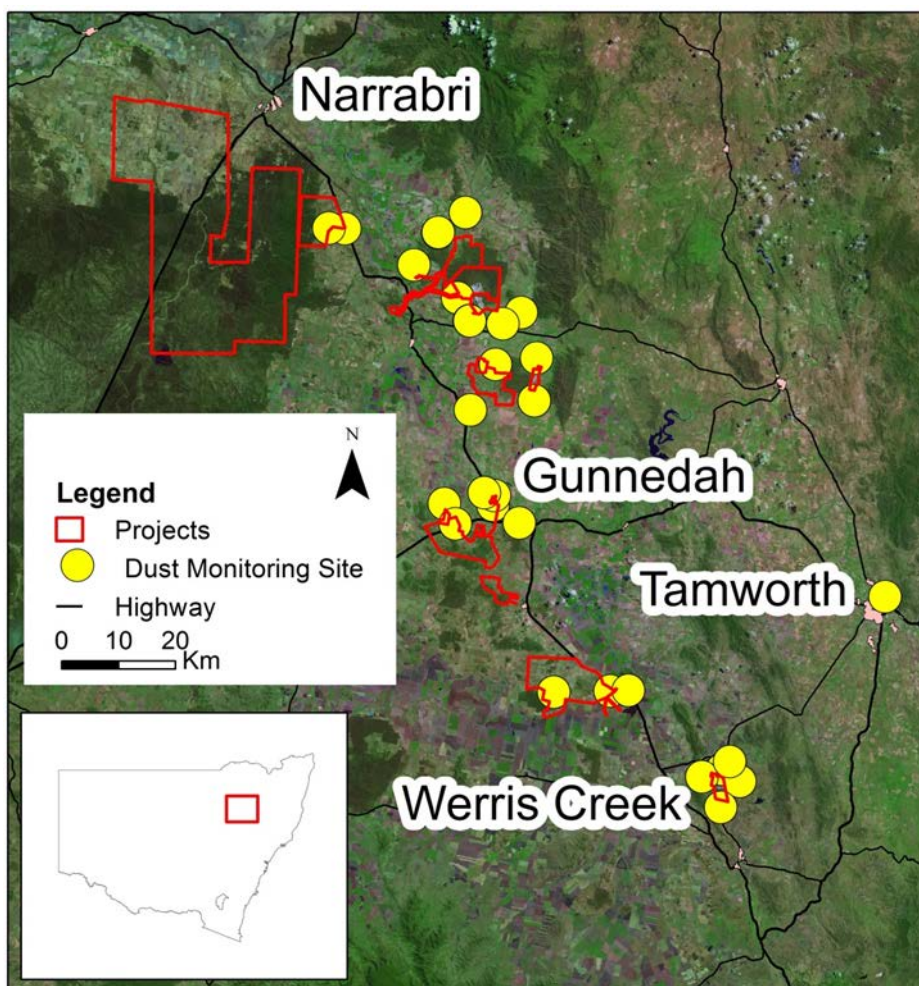 Narrabri
Gunnedah
Tamworth
Werris Creek
N
Legend
Projects
Dust Monitoring Site
Highway
0 10 20
Km